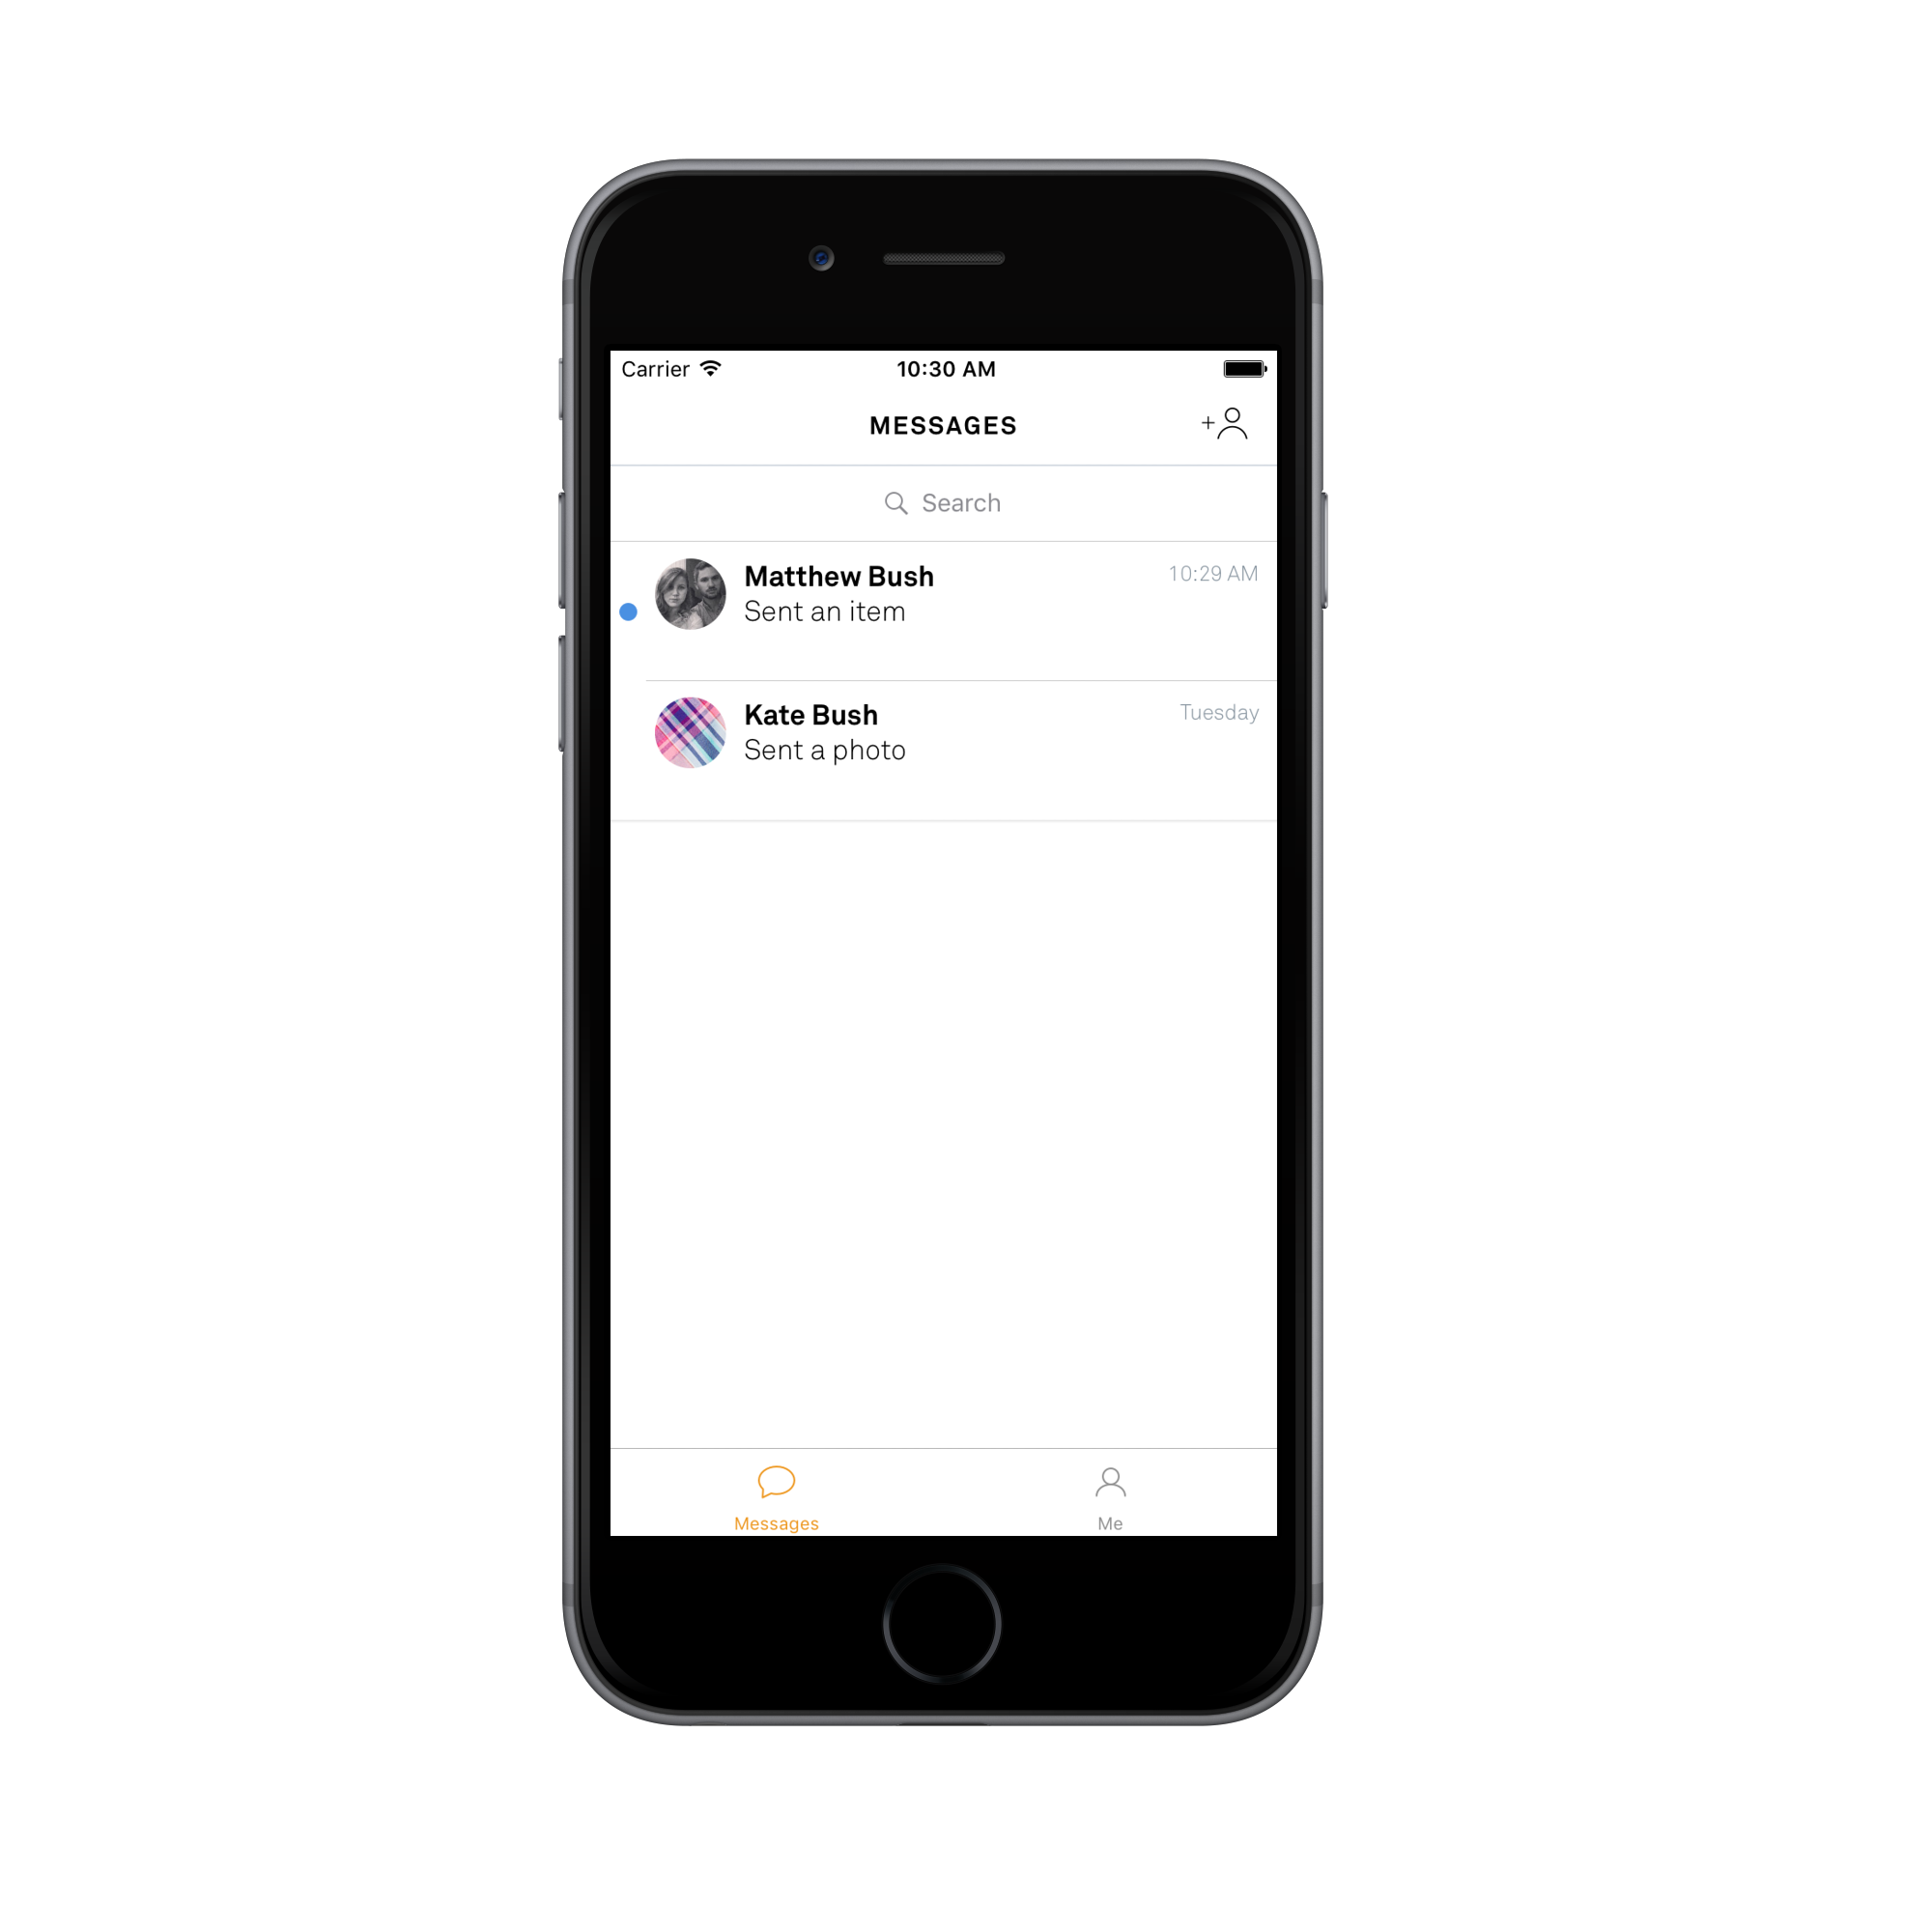 Carrier 10:30 AM
MESSAGES
+
Search
Matthew Bush 10:29 AM
Sent an item
Kate Bush Tuesday
Sent a photo
Messages Me